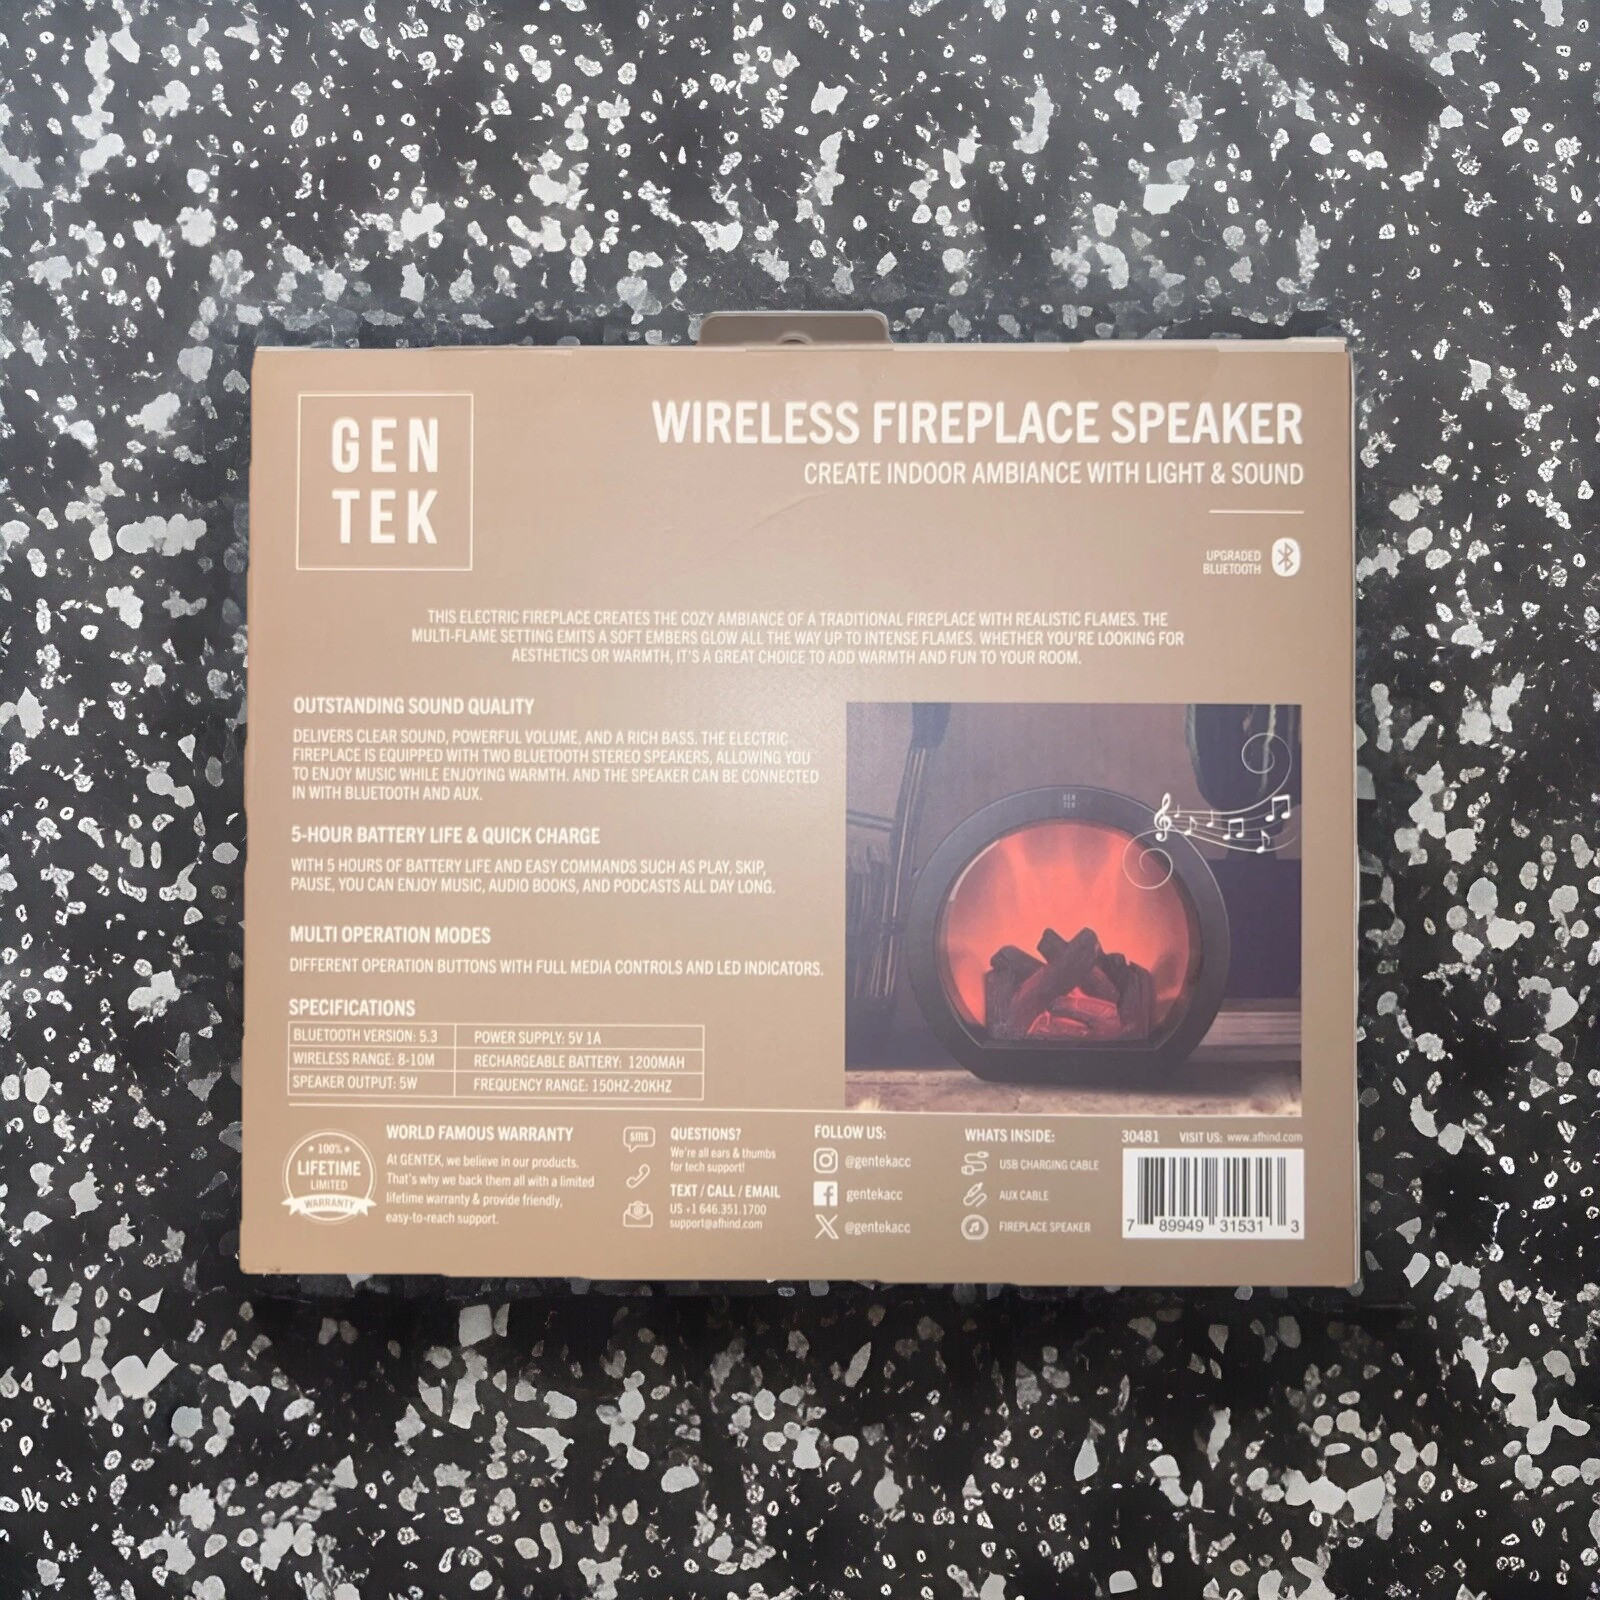 GEN
TEK
WIRELESS FIREPLACE SPEAKER
CREATE INDOOR AMBIANCE WITH LIGHT & SOUND
UPGRADED
BLUETOOTH
THIS ELECTRIC FIREPLACE CREATES THE COZY AMBIANCE OF A TRADITIONAL FIREPLACE WITH REALISTIC FLAMES. THE
MULTI-FLAME SETTING EMITS A SOFT EMBERS GLOW ALL THE WAY UP TO INTENSE FLAMES. WHETHER YOU'RE LOOKING FOR
AESTHETICS OR WARMTH, IT'S A GREAT CHOICE TO ADD WARMTH AND FUN TO YOUR ROOM.
OUTSTANDING SOUND QUALITY
DELIVERS CLEAR SOUND, POWERFUL VOLUME, AND A RICH BASS. THE ELECTRIC
FIREPLACE IS EQUIPPED WITH TWO BLUETOOTH STEREO SPEAKERS, ALLOWING YOU
TO ENJOY MUSIC WHILE ENJOYING WARMTH. AND THE SPEAKER CAN BE CONNECTED
IN WITH BLUETOOTH AND AUX.
5-HOUR BATTERY LIFE & QUICK CHARGE
WITH 5 HOURS OF BATTERY LIFE AND EASY COMMANDS SUCH AS PLAY, SKIP,
PAUSE, YOU CAN ENJOY MUSIC, AUDIO BOOKS, AND PODCASTS ALL DAY LONG.
MULTI OPERATION MODES
DIFFERENT OPERATION BUTTONS WITH FULL MEDIA CONTROLS AND LED INDICATORS.
GEN
TEK
SPECIFICATIONS
BLUETOOTH VERSION: 5.3 POWER SUPPLY: 5V 1A
WIRELESS RANGE: 8-10M RECHARGEABLE BATTERY: 1200MAH
SPEAKER OUTPUT: 5W FREQUENCY RANGE: 150HZ-20KHZ
100%
LIFETIME
LIMITED
WARRANTY
WORLD FAMOUS WARRANTY
At GENTEK, we believe in our products.
That's why we back them all with a limited
lifetime warranty & provide friendly,
easy-to-reach support.
sms
QUESTIONS?
We're all ears & thumbs
for tech support!
TEXT / CALL / EMAIL
US +1 646.351.1700
support@afhind.com
FOLLOW US:
@gentekacc
gentekacc
@gentekacc
WHATS INSIDE:
USB CHARGING CABLE
AUX CABLE
FIREPLACE SPEAKER
30481 VISIT US: www.afhind.com
7 89949 31531 3